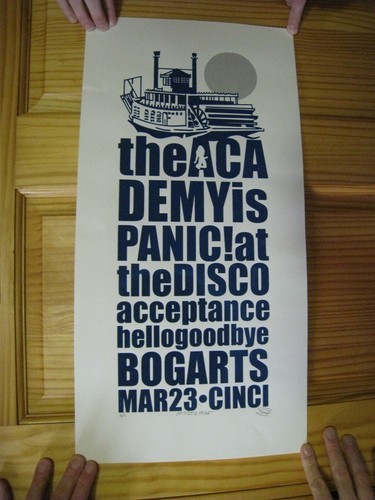 theACA
DEMYis
PANIC!at
theDISCO
acceptance
hellogoodbye
BOGARTS
MAR23•CINCI